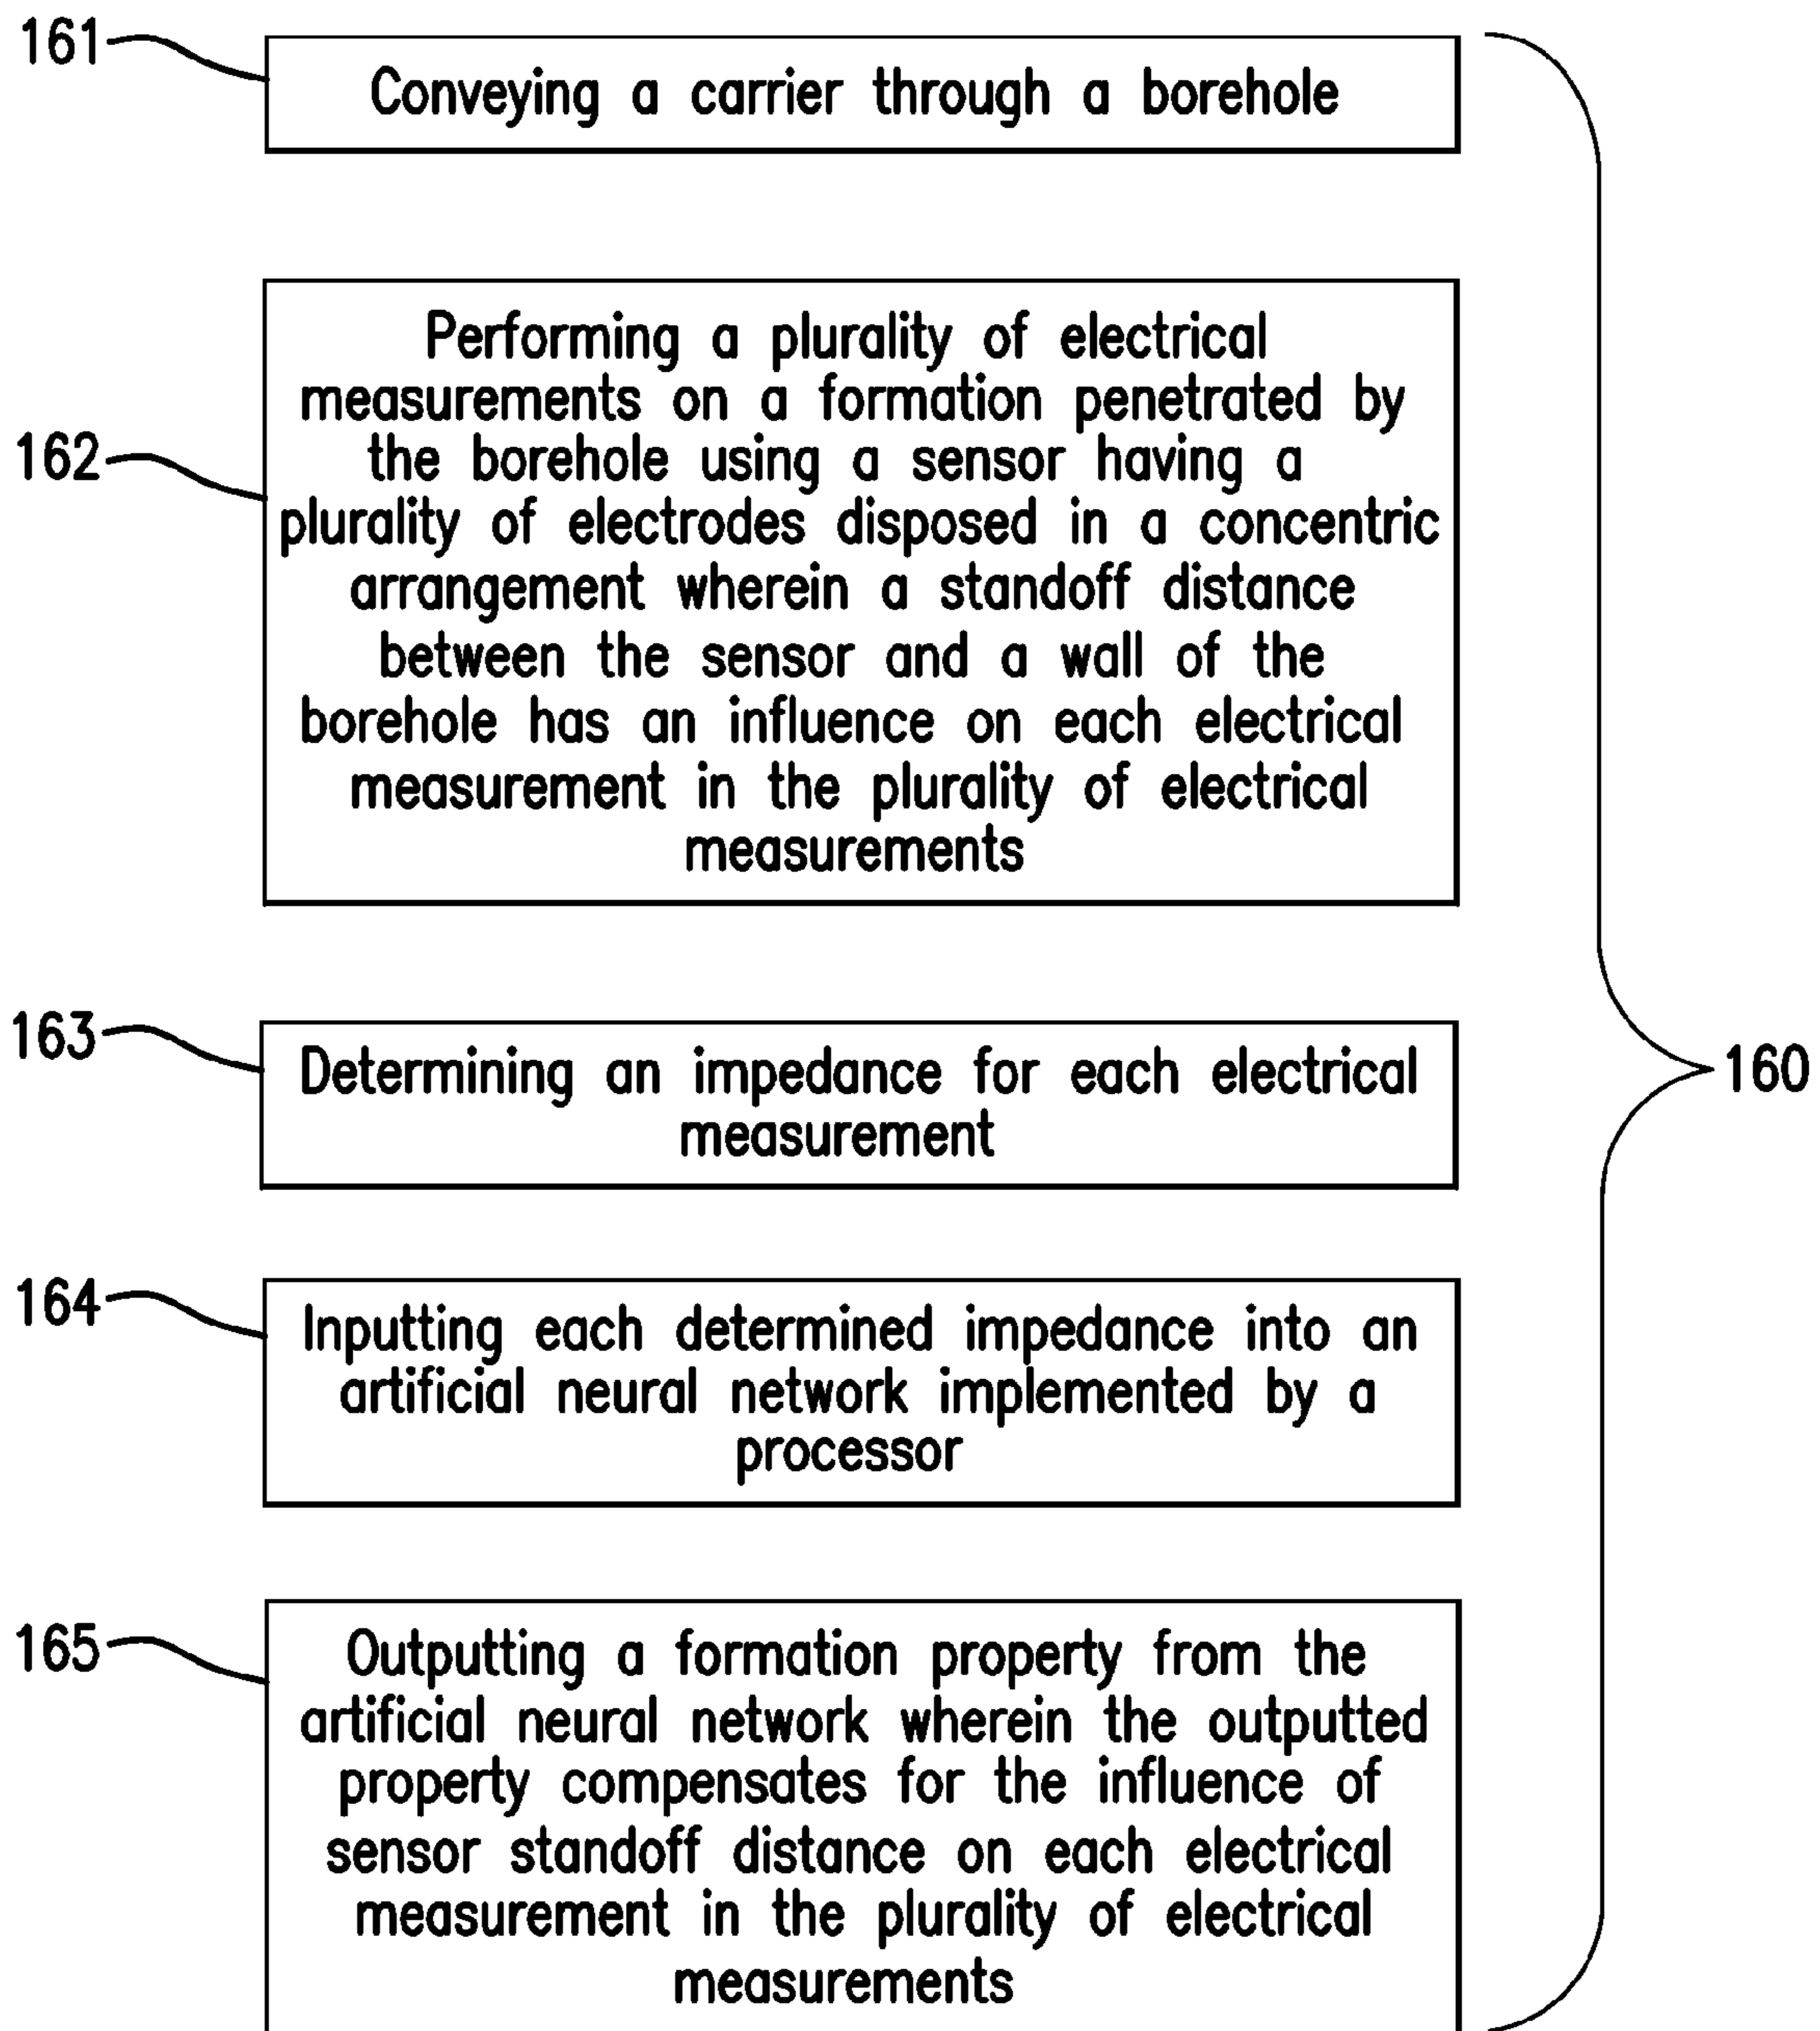 161
Conveying a carrier through a borehole
162
Performing a plurality of electrical
measurements on a formation penetrated by
the borehole using a sensor having a
plurality of electrodes disposed in a concentric
arrangement wherein a standoff distance
between the sensor and a wall of the
borehole has an influence on each electrical
measurement in the plurality of electrical
measurements
163
Determining an impedance for each electrical
measurement
160
164
Inputting each determined impedance into an
artificial neural network implemented by a
processor
165
Outputting a formation property from the
artificial neural network wherein the outputted
property compensates for the influence of
sensor standoff distance on each electrical
measurement in the plurality of electrical
measurements